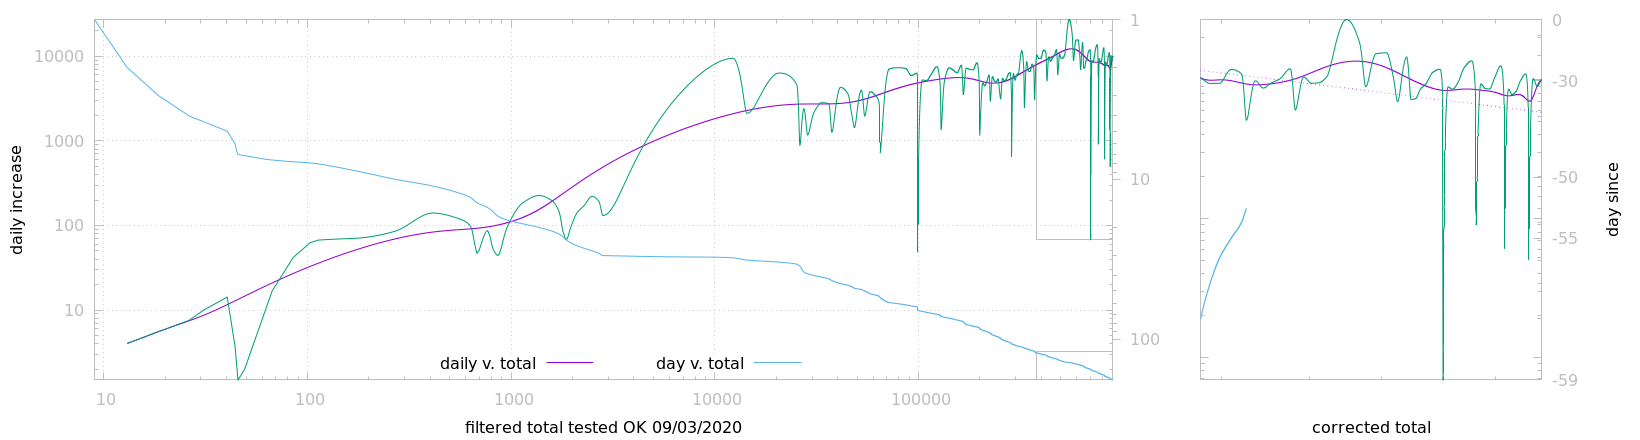 1
0
10000
-30
daily increase
1000
10
-50
day since
100
-55
10
100
daily v. total
day v. total
-59
10
100
1000
10000
100000
filtered total tested OK 09/03/2020
corrected total